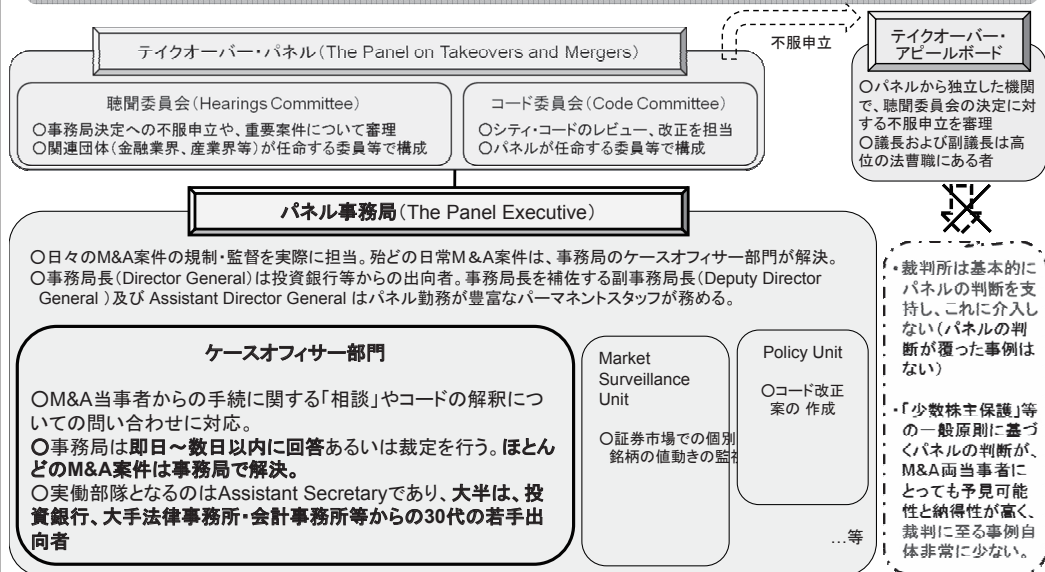 テイクオーバー・パネル(The Panel on Takeovers and Mergers)
不服申立
テイクオーバー・
アピールボード
聴聞委員会(Hearings Committee)
○事務局決定への不服申立や、重要案件について審理
○関連団体(金融業界、産業界等)が任命する委員等で構成
コード委員会(Code Committee)
○シティ・コードのレビュー、改正を担当
○パネルが任命する委員等で構成
○パネルから独立した機関
で、聴聞委員会の決定に対
する不服申立を審理
○議長および副議長は高
位の法曹職にある者
パネル事務局(The Panel Executive)
○日々のM&A案件の規制・監督を実際に担当。殆どの日常M&A案件は、事務局のケースオフィサー部門が解決。
○事務局長(Director General)は投資銀行等からの出向者。事務局長を補佐する副事務局長(Deputy Director
General )及び Assistant Director General はパネル勤務が豊富なパーマネントスタッフが務める。
ケースオフィサー部門
○M&A当事者からの手続に関する「相談」やコードの解釈につ
いての問い合わせに対応。
○事務局は即日～数日以内に回答あるいは裁定を行う。ほとん
どのM&A案件は事務局で解決。
○実働部隊となるのはAssistant Secretaryであり、大半は、投
資銀行、大手法律事務所・会計事務所等からの30代の若手出
向者
Market
Surveillance
Unit
○証券市場での個別
銘柄の値動きの監視
Policy Unit
○コード改正
案の 作成
…等
・裁判所は基本的に
パネルの判断を支
持し、これに介入し
ない(パネルの判
断が覆った事例は
ない)
・「少数株主保護」等
の一般原則に基づ
くパネルの判断が、
M&A両当事者に
とっても予見可能
性と納得性が高く、
裁判に至る事例自
体非常に少ない。